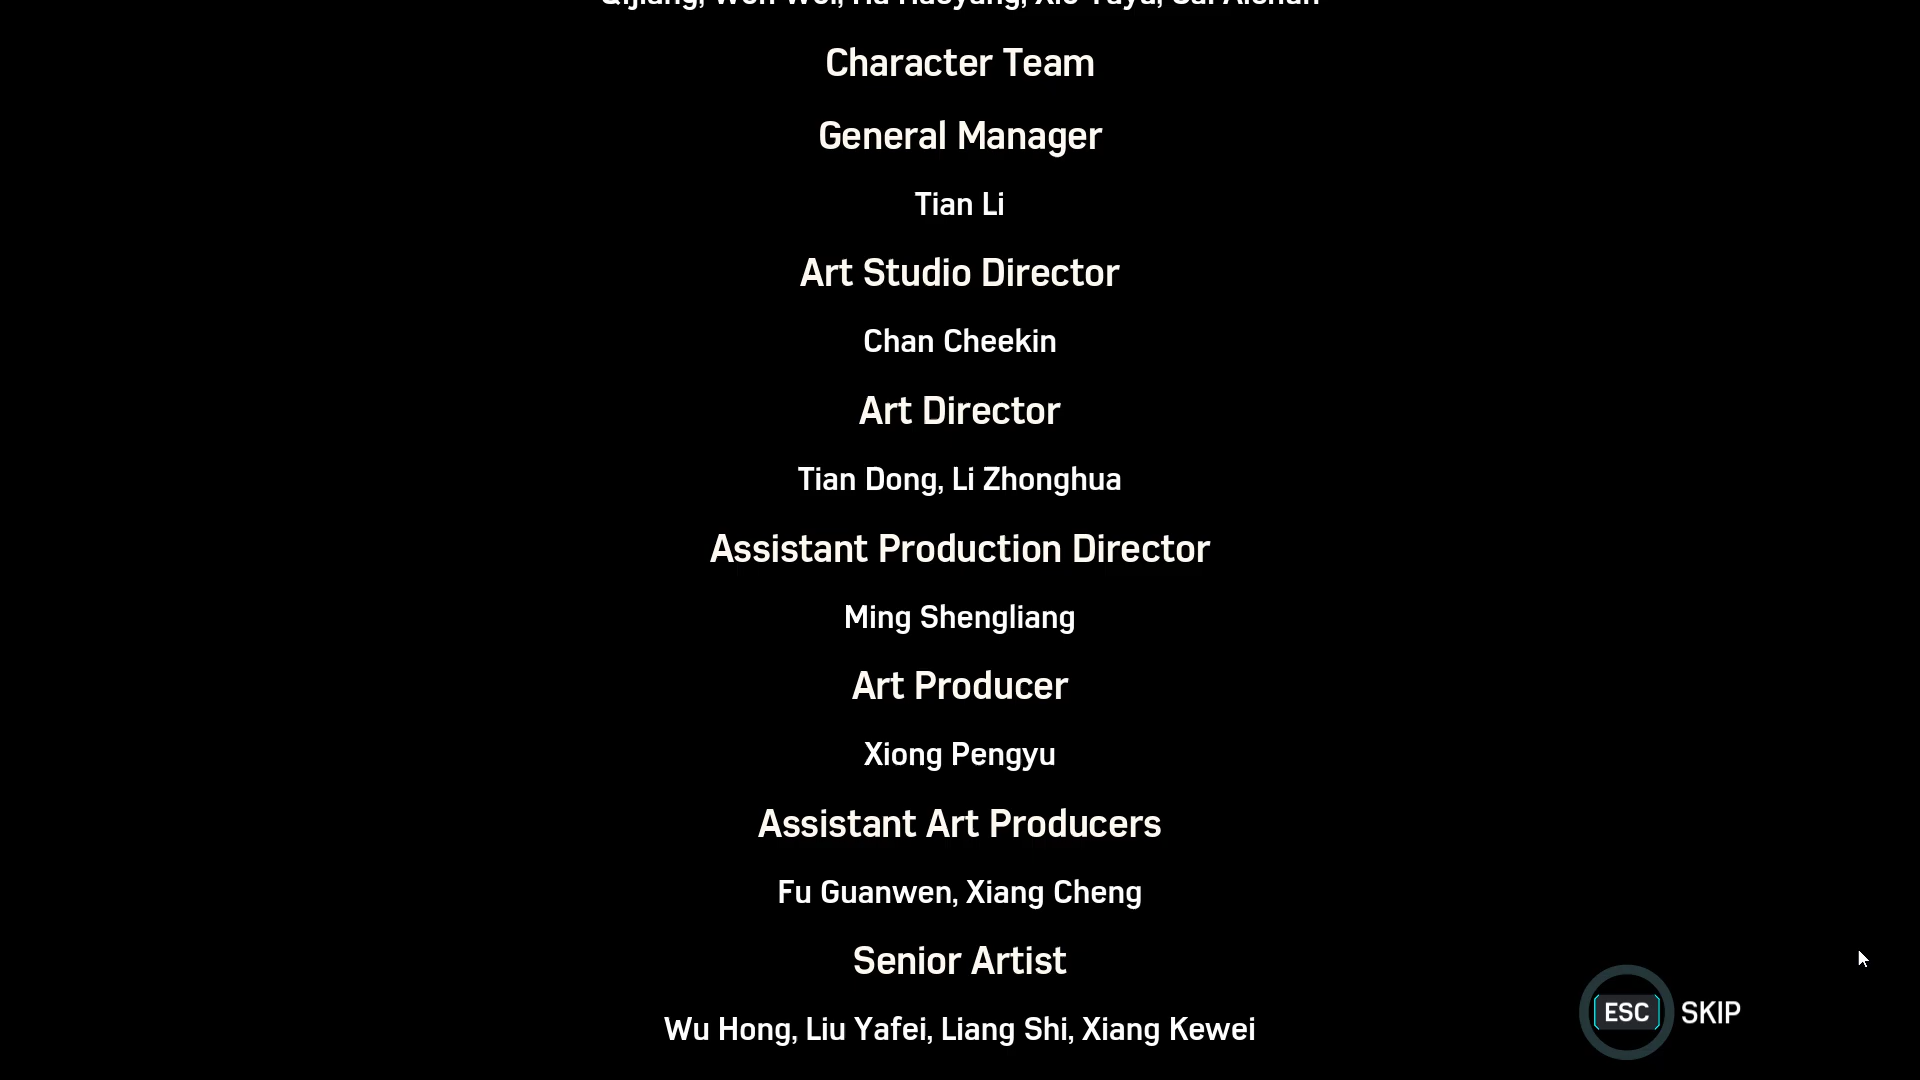 Character Team
General Manager
Tian Li
Art Studio Director
Chan Cheekin
Art Director
Tian Dong, Li Zhonghua
Assistant Production Director
Ming Shengliang
Art Producer
Xiong Pengyu
Assistant Art Producers
Fu Guanwen, Xiang Cheng
Senior Artist
Wu Hong, Liu Yafei, Liang Shi, Xiang Kewei
ESC SKIP